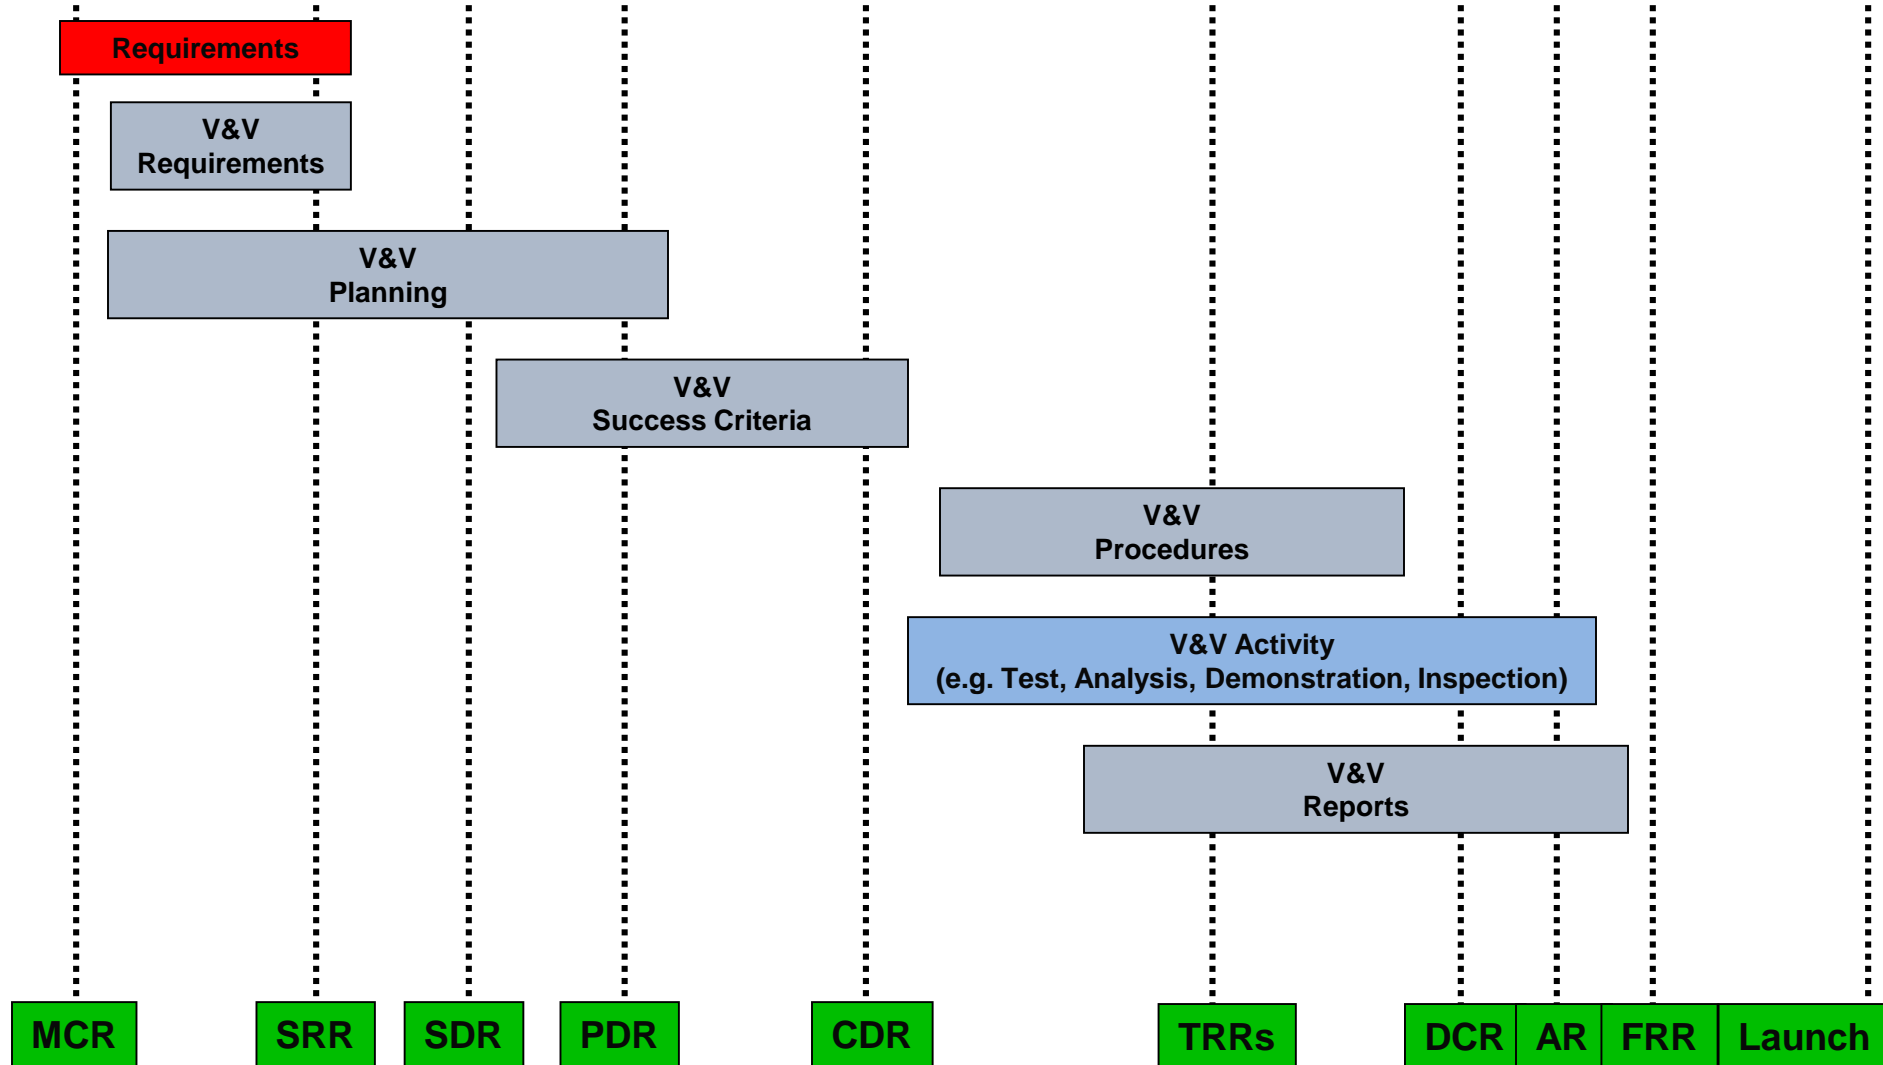 Requirements
V&V
Requirements
V&V
Planning
V&V
Success Criteria
V&V
Procedures
V&V Activity
(e.g. Test, Analysis, Demonstration, Inspection)
V&V
Reports
MCR SRR SDR PDR CDR TRRs DCR AR FRR Launch